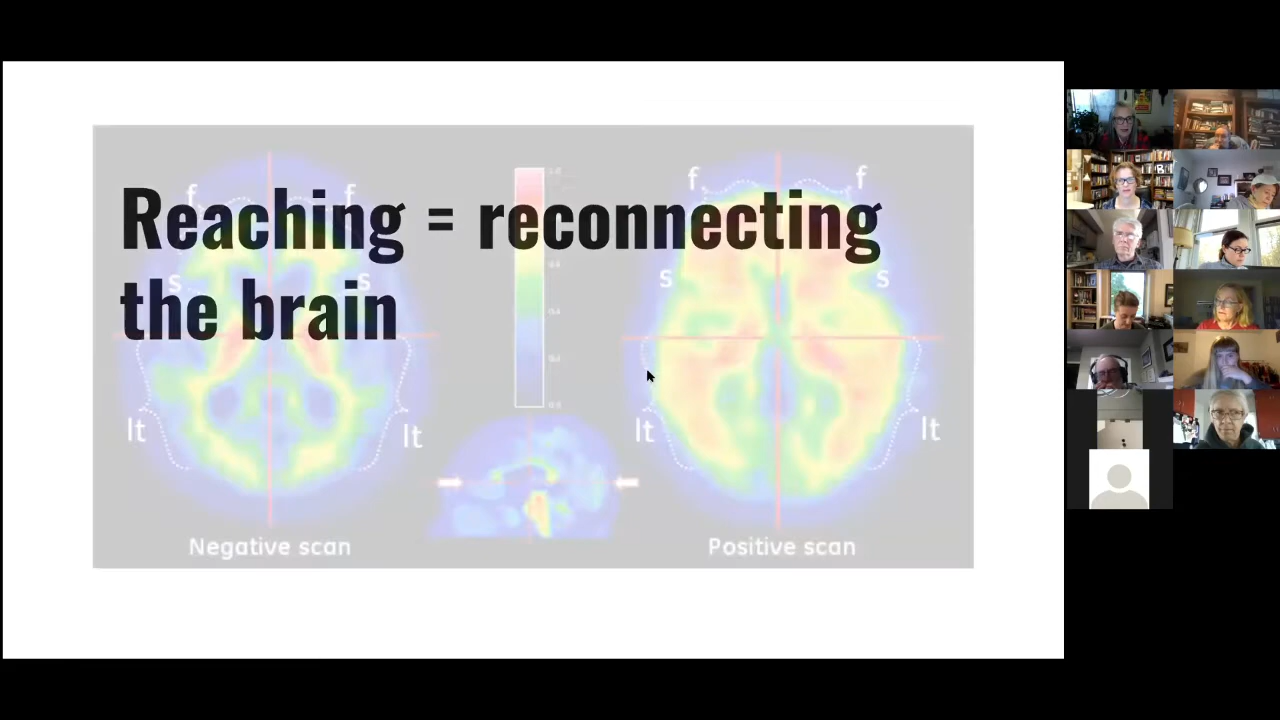 Reaching = reconnecting
the brain
f
f
f
f
s
s
s
s
lt
lt
lt
lt
Negative scan
Positive scan